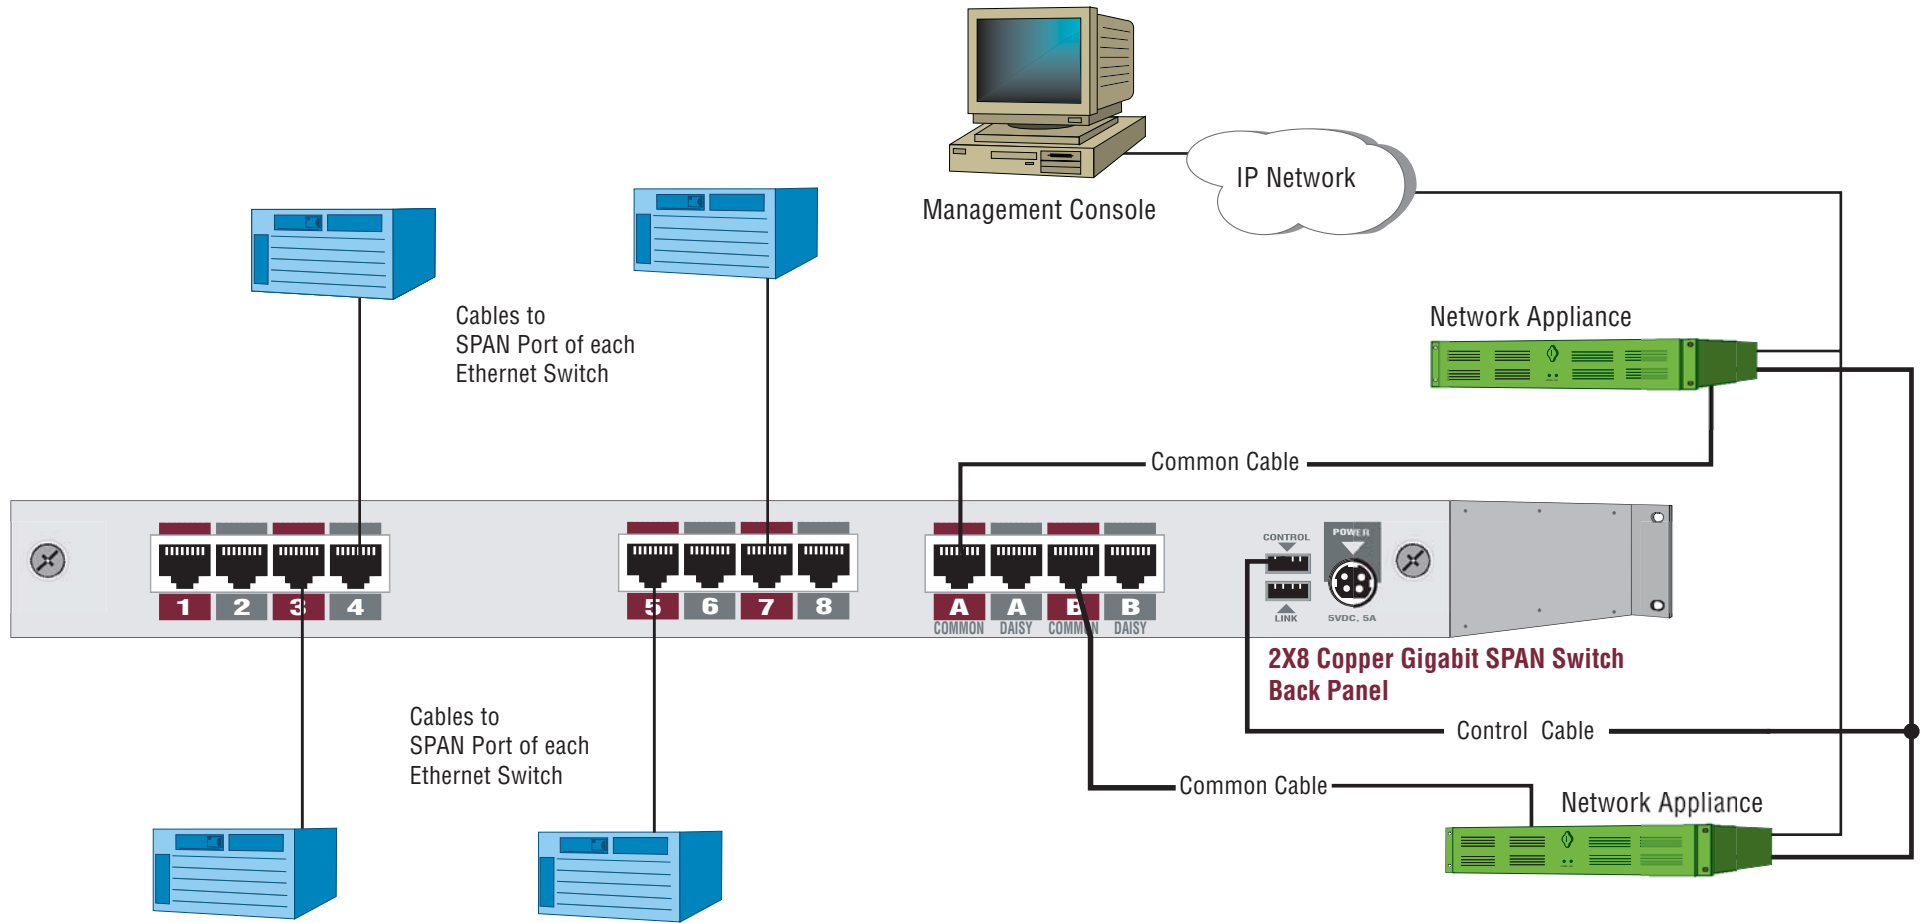 Management Console
IP Network
Cables to
SPAN Port of each
Ethernet Switch
Network Appliance
Common Cable
1 2 3 4
5 6 7 8
A A B B
COMMON DAISY COMMON DAISY
CONTROL
LINK
POWER
5VDC, 5A
2X8 Copper Gigabit SPAN Switch
Back Panel
Cables to
SPAN Port of each
Ethernet Switch
Control Cable
Common Cable
Network Appliance